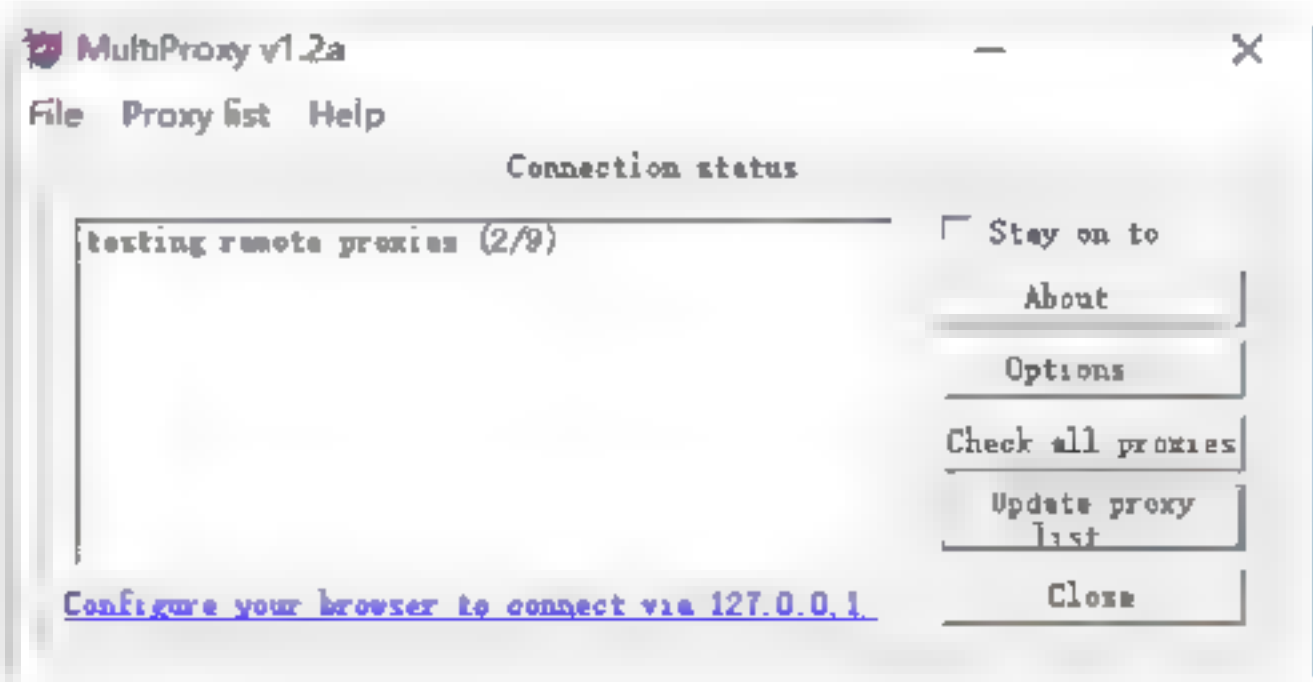 MultiProxy v1.2a
File Proxy list Help
Connection status
testing remote proxies (2/9)
Stay on to
About
Options
Check all proxies
Update proxy
list
Configure your browser to connect via 127.0.0.1
Close